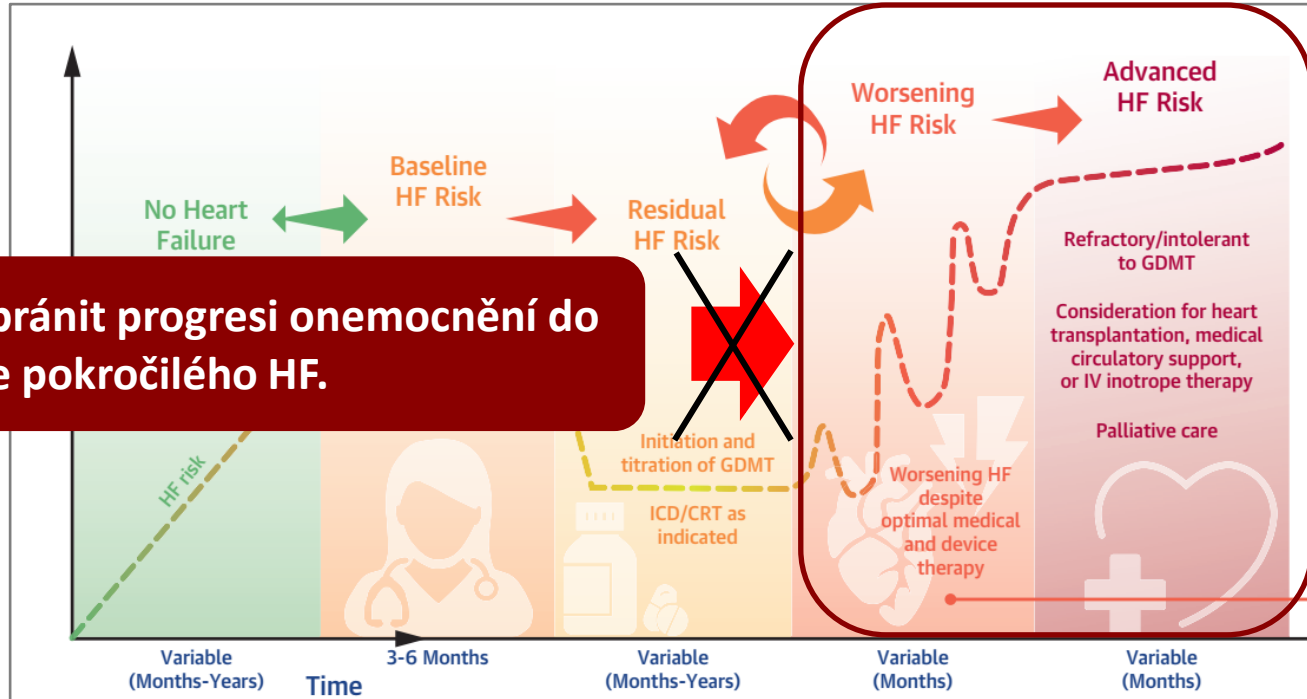 Advanced
HF Risk
Worsening
HF Risk
Baseline
HF Risk
No Heart
Failure
Residual
HF Risk
Refractory/intolerant
to GDMT
bránit progresi onemocnění do
e pokročilého HF.
Consideration for heart
transplantation, medical
circulatory support,
or IV inotrope therapy
Palliative care
HF risk
Initiation and
titration of GDMT
ICD/CRT as
indicated
Worsening HF
despite
optimal medical
and device
therapy
Variable
(Months-Years)
Time
3-6 Months
Variable
(Months-Years)
Variable
(Months)
Variable
(Months)